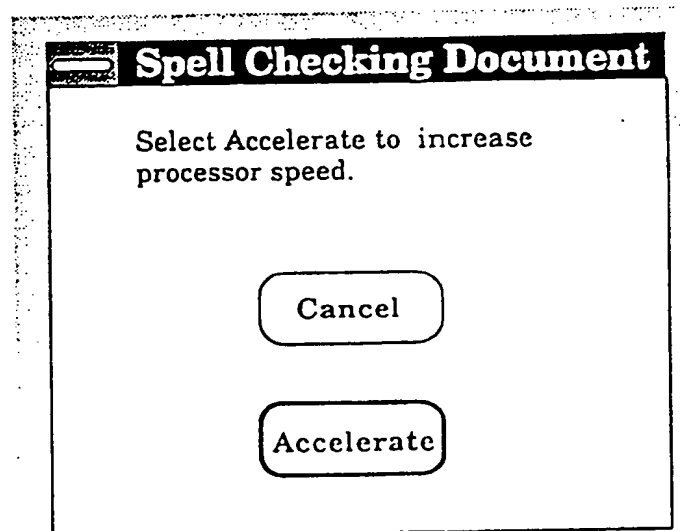 Spell Checking Document
Select Accelerate to increase
processor speed.
Cancel
Accelerate